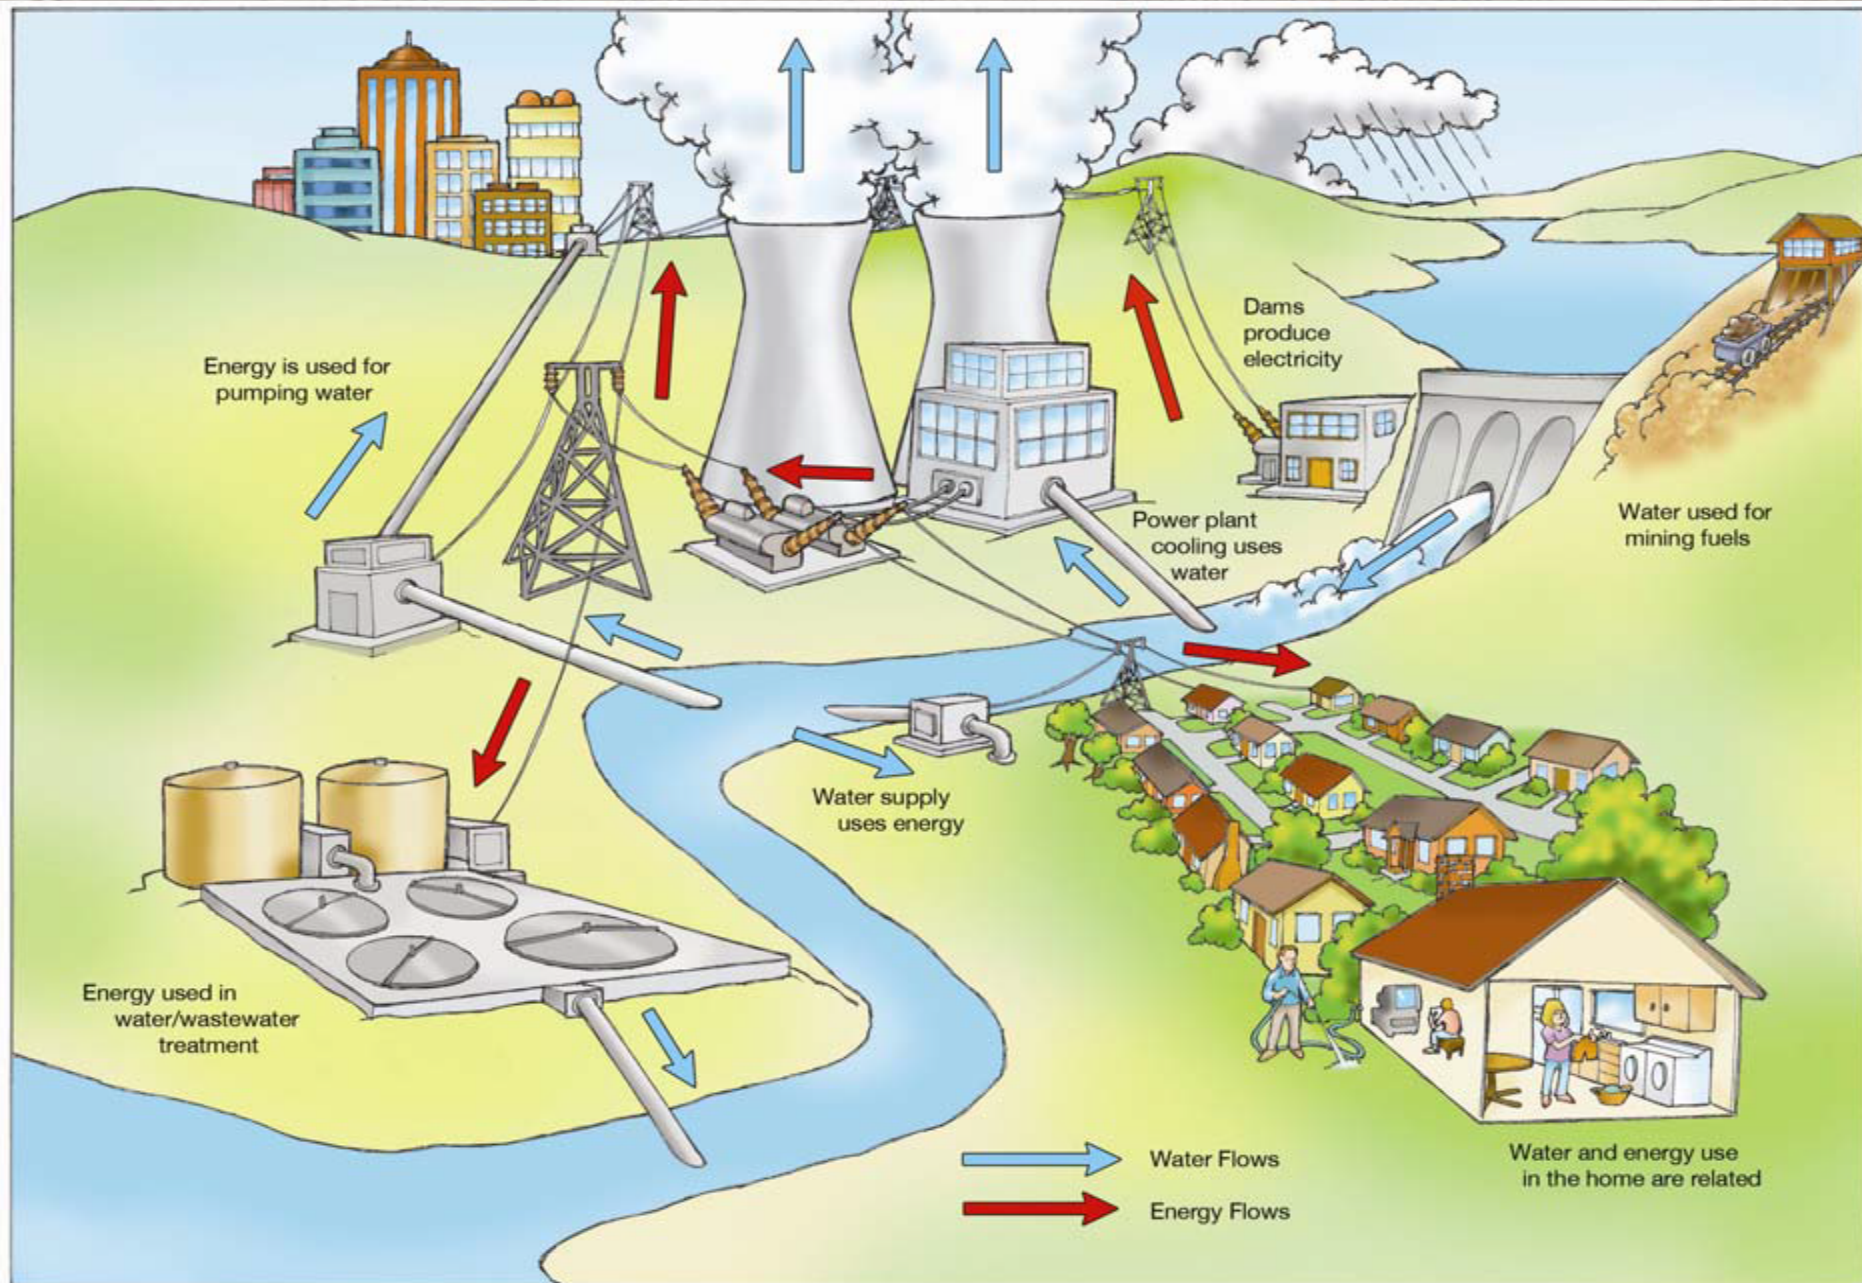 Dams
produce
electricity
Energy is used for
pumping water
Water used for
mining fuels
Power plant
cooling uses
water
Water supply
uses energy
Energy used in
water/wastewater
treatment
Water and energy use
in the home are related
Water Flows
Energy Flows